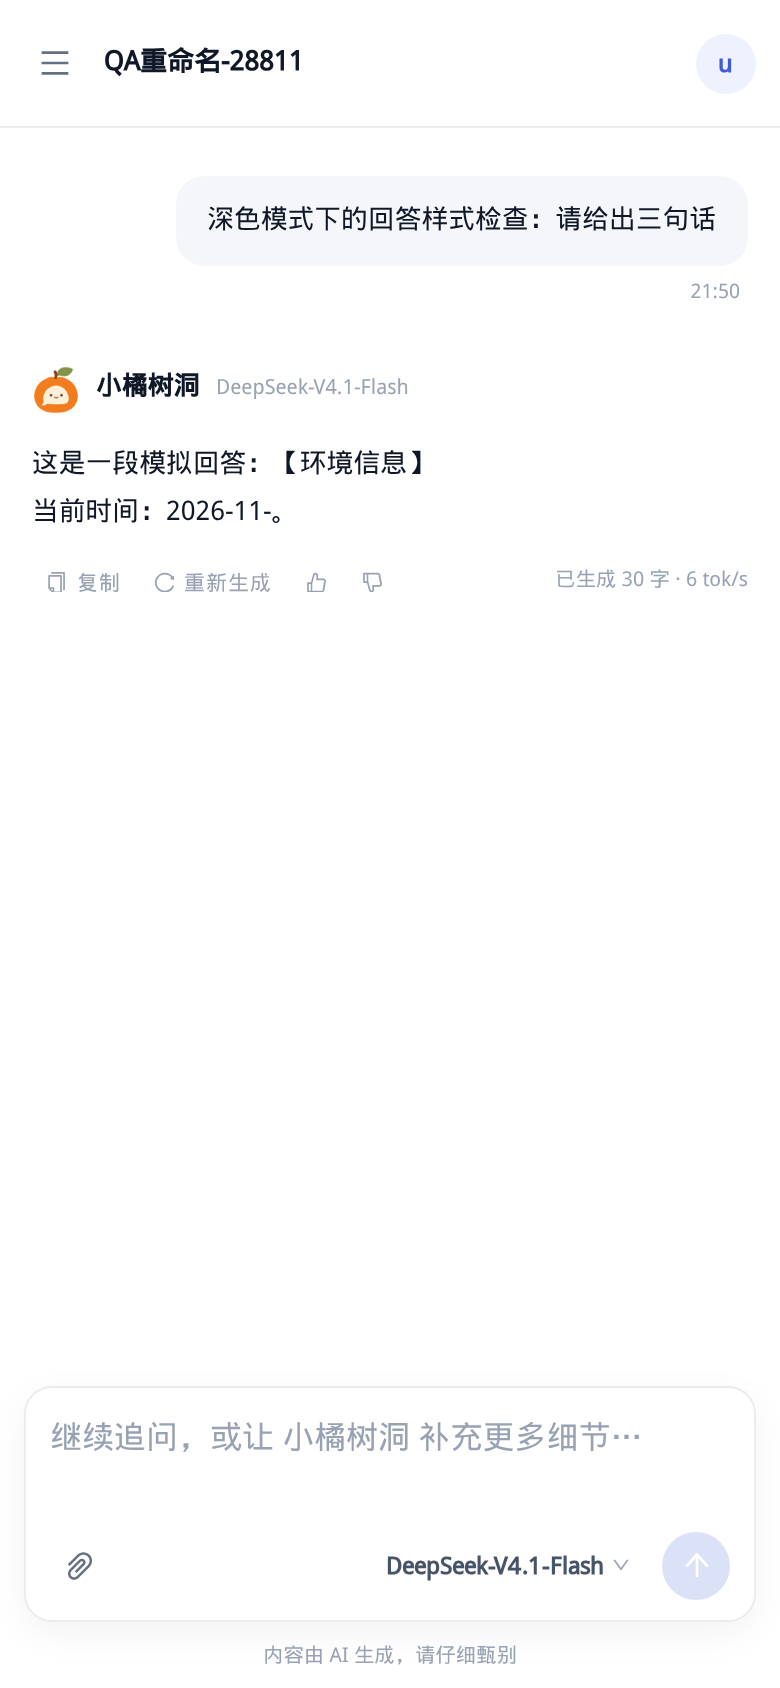 QA重命名-28811
u
深色模式下的回答样式检查：请给出三句话
21:50
小橘树洞 DeepSeek-V4.1-Flash
这是一段模拟回答：【环境信息】
当前时间：2026-11-。
复制 重新生成 已生成 30 字 · 6 tok/s
继续追问，或让 小橘树洞 补充更多细节…
DeepSeek-V4.1-Flash
内容由 AI 生成，请仔细甄别